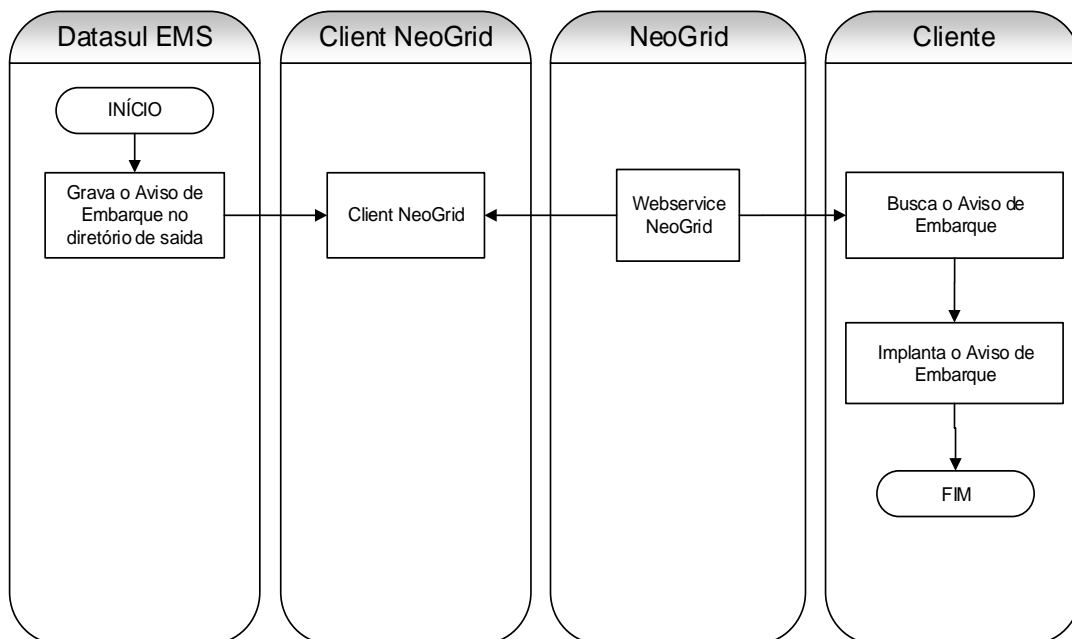 Datasul EMS
Client NeoGrid
NeoGrid
Cliente
INÍCIO
Grava o Aviso de
Embarque no
diretório de saida
Client NeoGrid
Webservice
NeoGrid
Busca o Aviso de
Embarque
Implanta o Aviso de
Embarque
FIM